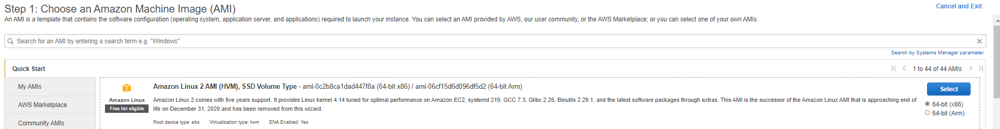 Step 1: Choose an Amazon Machine Image (AMI)
Cancel and Exit
An AMI is a template that contains the software configuration (operating system, application server, and applications) required to launch your instance. You can select an AMI provided by AWS, our user community, or the AWS Marketplace; or you can select one of your own AMIs.
Search for an AMI by entering a search term e.g. "Windows"
Search by Systems Manager parameter
Quick Start
1 to 44 of 44 AMIs
My AMIs
AWS Marketplace
Community AMIs
Amazon Linux
Free tier eligible
Amazon Linux 2 AMI (HVM), SSD Volume Type - ami-0c2b8ca1dad447f8a (64-bit x86) / ami-06cf15d6d096df5d2 (64-bit Arm)
Amazon Linux 2 comes with five years support. It provides Linux kernel 4.14 tuned for optimal performance on Amazon EC2, systemd 219, GCC 7.3, Glibc 2.26, Binutils 2.29.1, and the latest software packages through extras. This AMI is the successor of the Amazon Linux AMI that is approaching end of
life on December 31, 2020 and has been removed from this wizard.
Root device type: ebs Virtualization type: hvm ENA Enabled: Yes
Select
64-bit (x86)
64-bit (Arm)